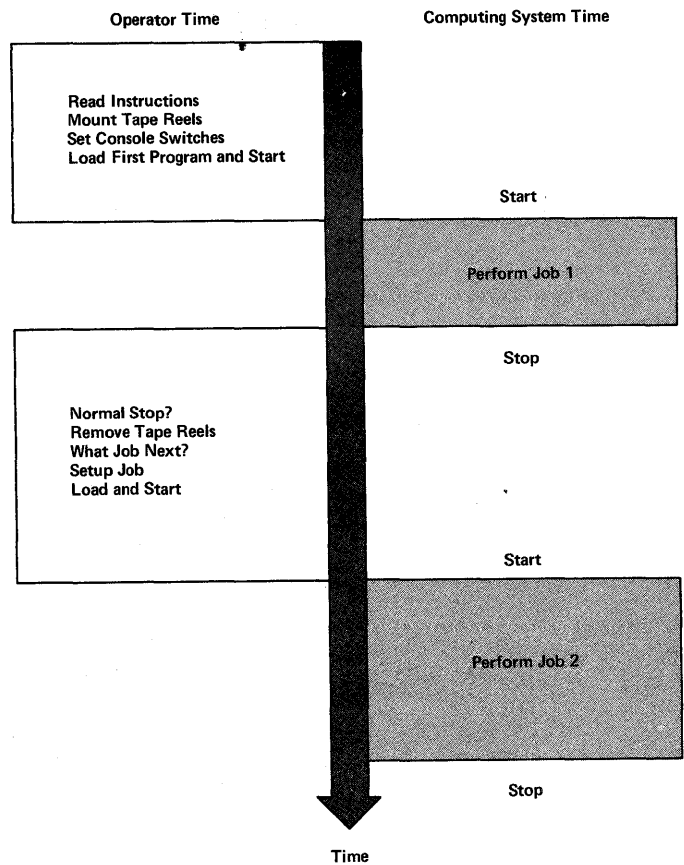 Operator Time
Computing System Time
Read Instructions
Mount Tape Reels
Set Console Switches
Load First Program and Start
Start
Perform Job 1
Stop
Normal Stop?
Remove Tape Reels
What Job Next?
Setup Job
Load and Start
Start
Perform Job 2
Stop
Time